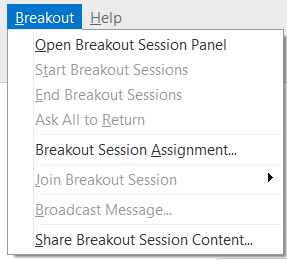 Breakout Help
Open Breakout Session Panel
Start Breakout Sessions
End Breakout Sessions
Ask All to Return
Breakout Session Assignment...
Join Breakout Session
Broadcast Message...
Share Breakout Session Content...